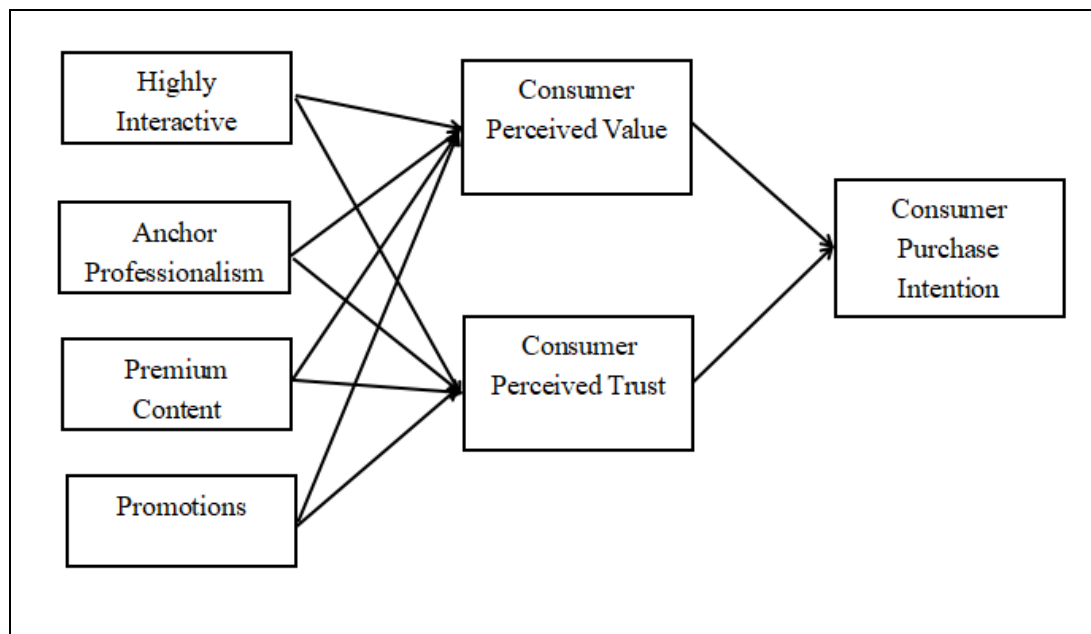 Highly
Interactive
Anchor
Professionalism
Premium
Content
Promotions
Consumer
Perceived Value
Consumer
Perceived Trust
Consumer
Purchase
Intention